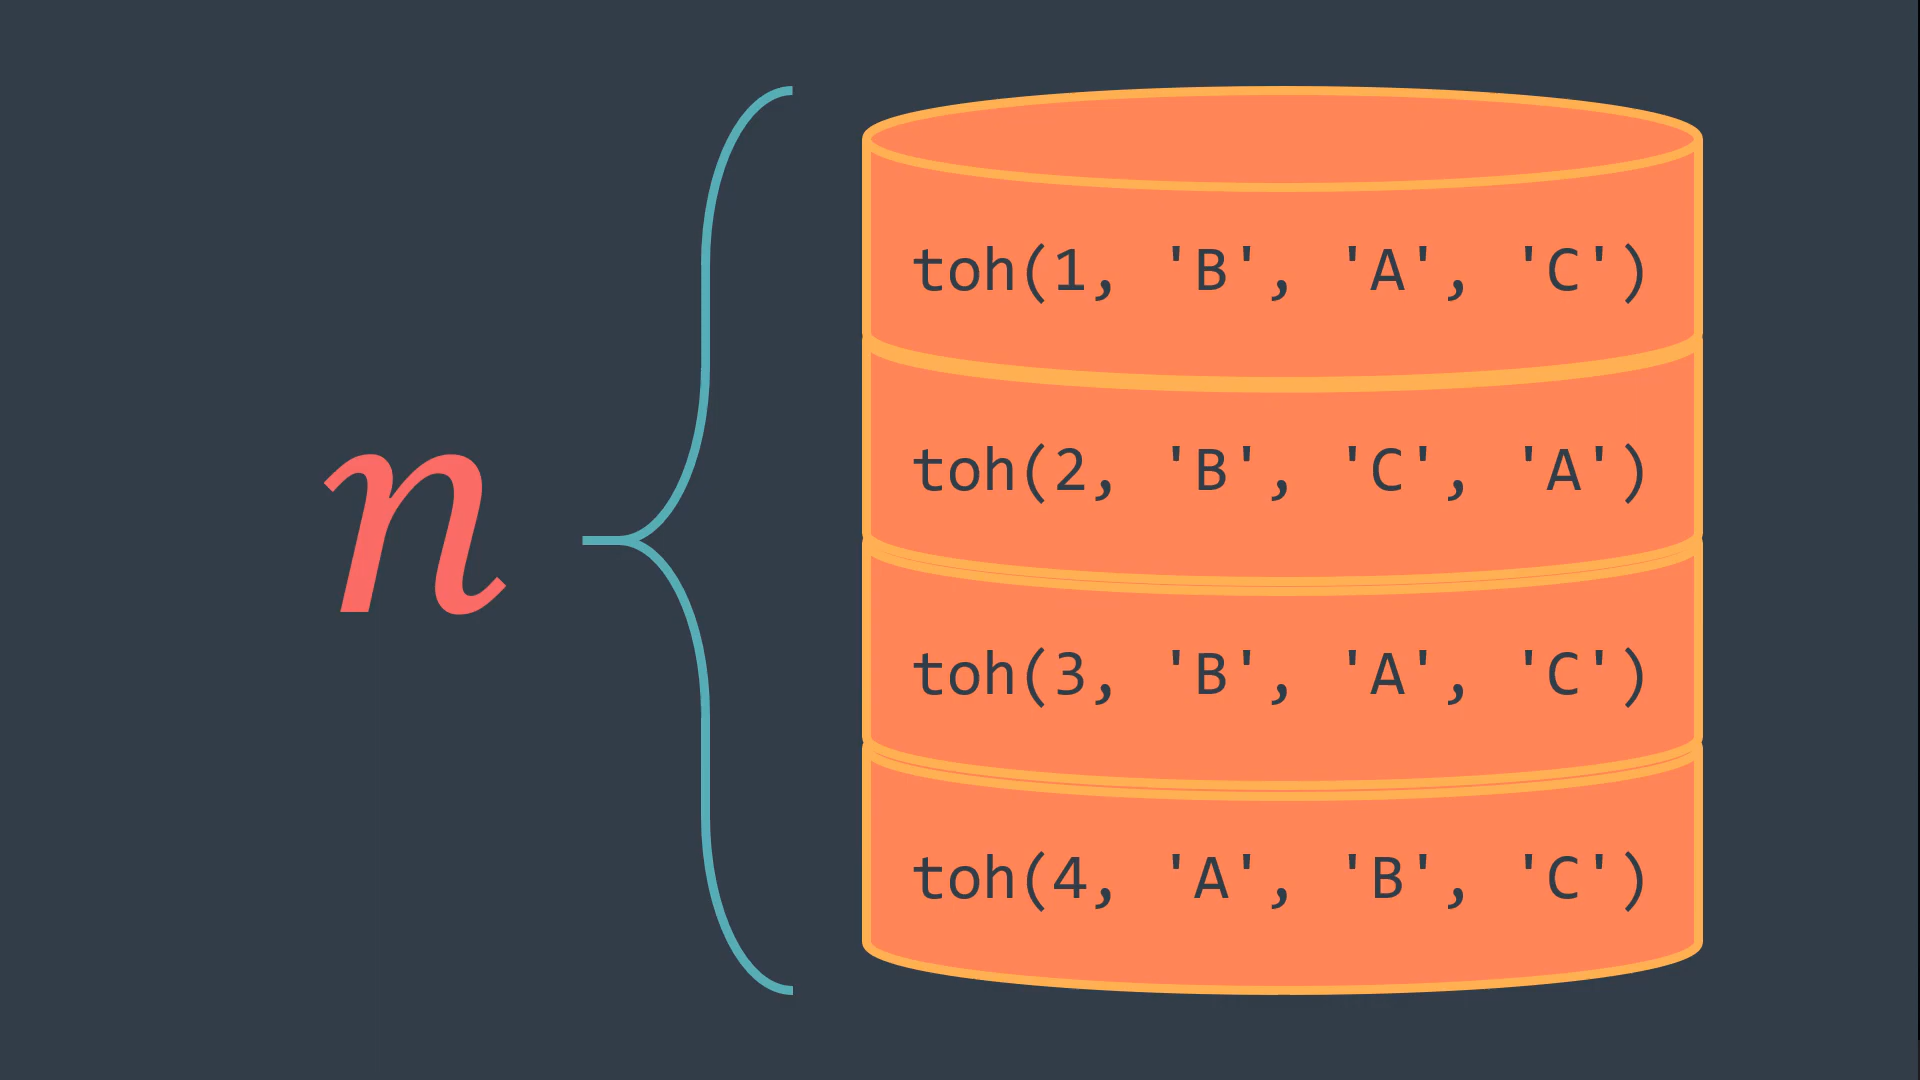 toh(1, 'B', 'A', 'C')
toh(2, 'B', 'C', 'A')
n
toh(3, 'B', 'A', 'C')
toh(4, 'A', 'B', 'C')